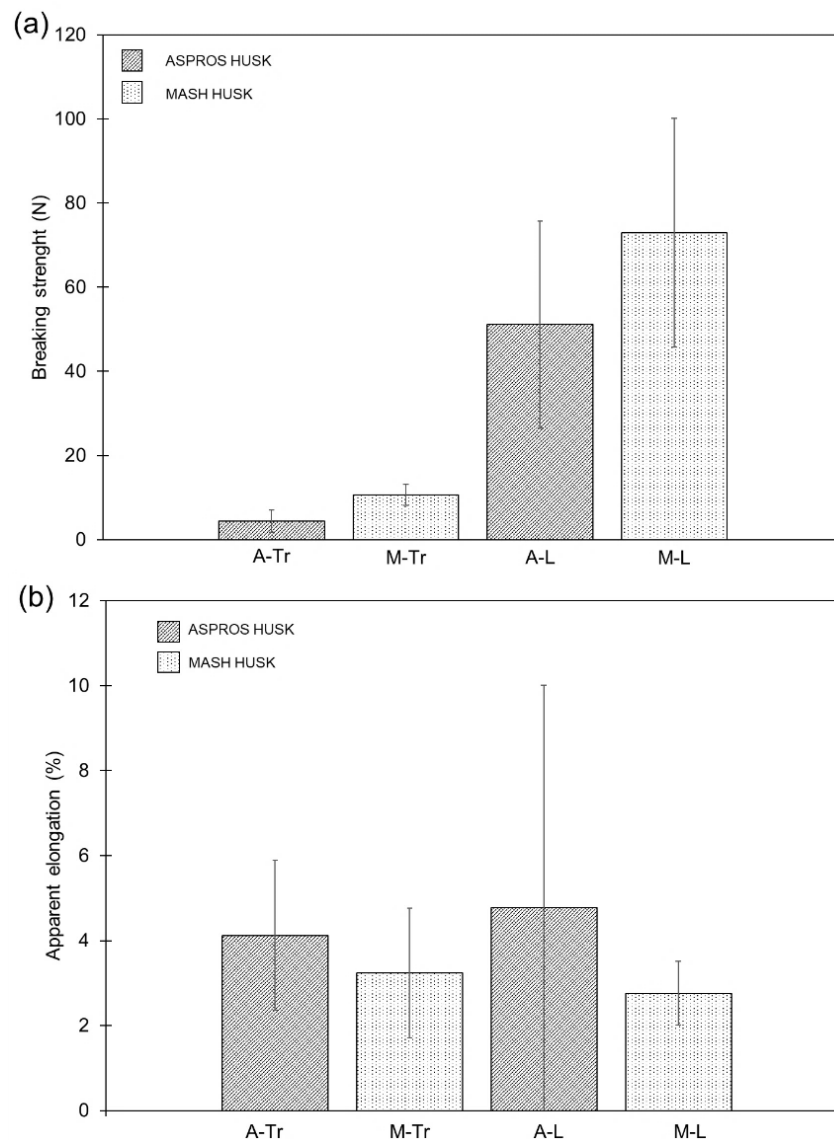 (a)
120
100
80
60
40
20
0
Breaking strenght (N)
ASPROS HUSK
MASH HUSK
A-Tr M-Tr A-L M-L
(b)
12
10
8
6
4
2
0
Apparent elongation (%)
ASPROS HUSK
MASH HUSK
A-Tr M-Tr A-L M-L